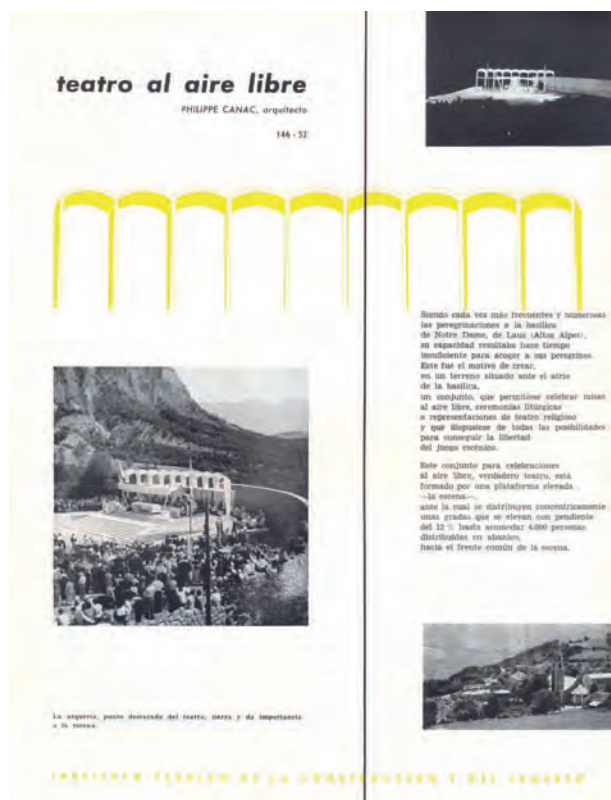 teatro al aire libre
PHILIPPE CANAC, arquitecto
146 - 52
Siendo cada vez más frecuentes y numerosas
las peregrinaciones a la basílica
de Notre Dame, de Laus (Altos Alpes),
su capacidad resultaba hace tiempo
insuficiente para acoger a sus peregrinos.
Este fué el motivo de crear,
en un terreno situado ante el atrio
de la basílica,
un conjunto, que permitiese celebrar misas
al aire libre, ceremonias litúrgicas
o representaciones de teatro religioso
y que dispusiese de todas las posibilidades
para conseguir la libertad
del juego escénico.
Este conjunto para celebraciones
al aire libre, verdadero teatro, está
formado por una plataforma elevada
—la escena—,
ante la cual se distribuyen concéntricamente
unas gradas que se elevan con pendiente
del 12 % hasta acomodar 4.000 personas
distribuidas en abanico,
hacia el frente común de la escena.
La arquería, punto destacado del teatro, cierra y da importancia
a la escena.
INSTITUTO TECNICO DE LA CONSTRUCCION Y DEL CEMENTO